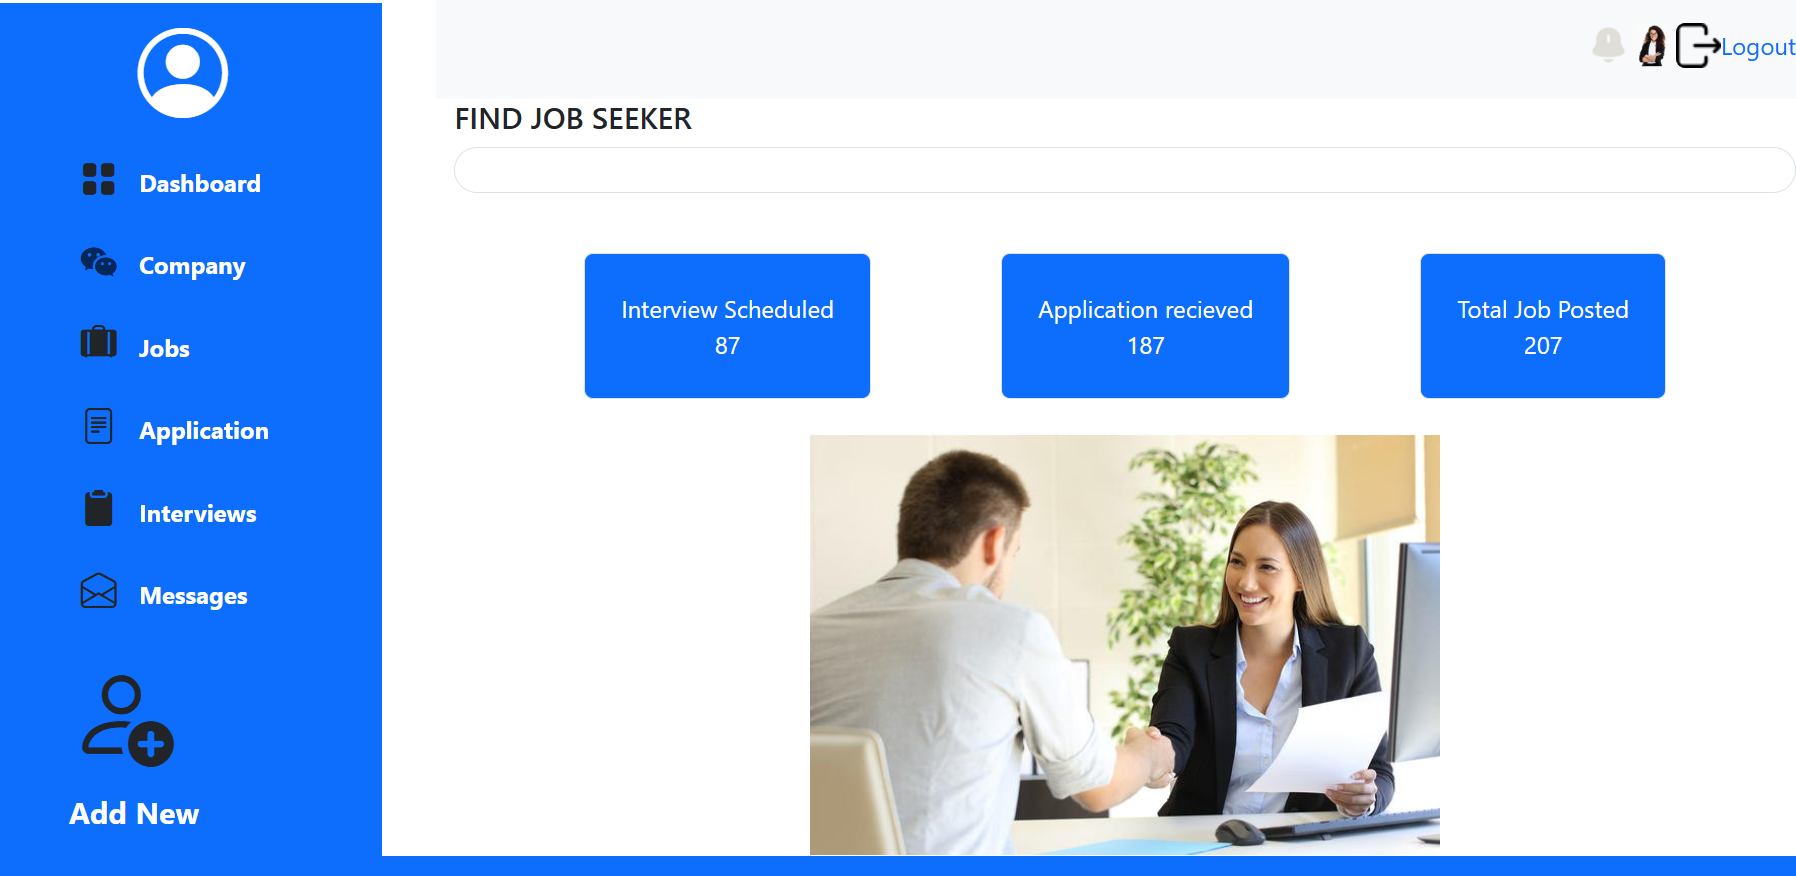 Logout
Dashboard
Company
Jobs
Application
Interviews
Messages
Add New
FIND JOB SEEKER
Interview Scheduled
87
Application recieved
187
Total Job Posted
207